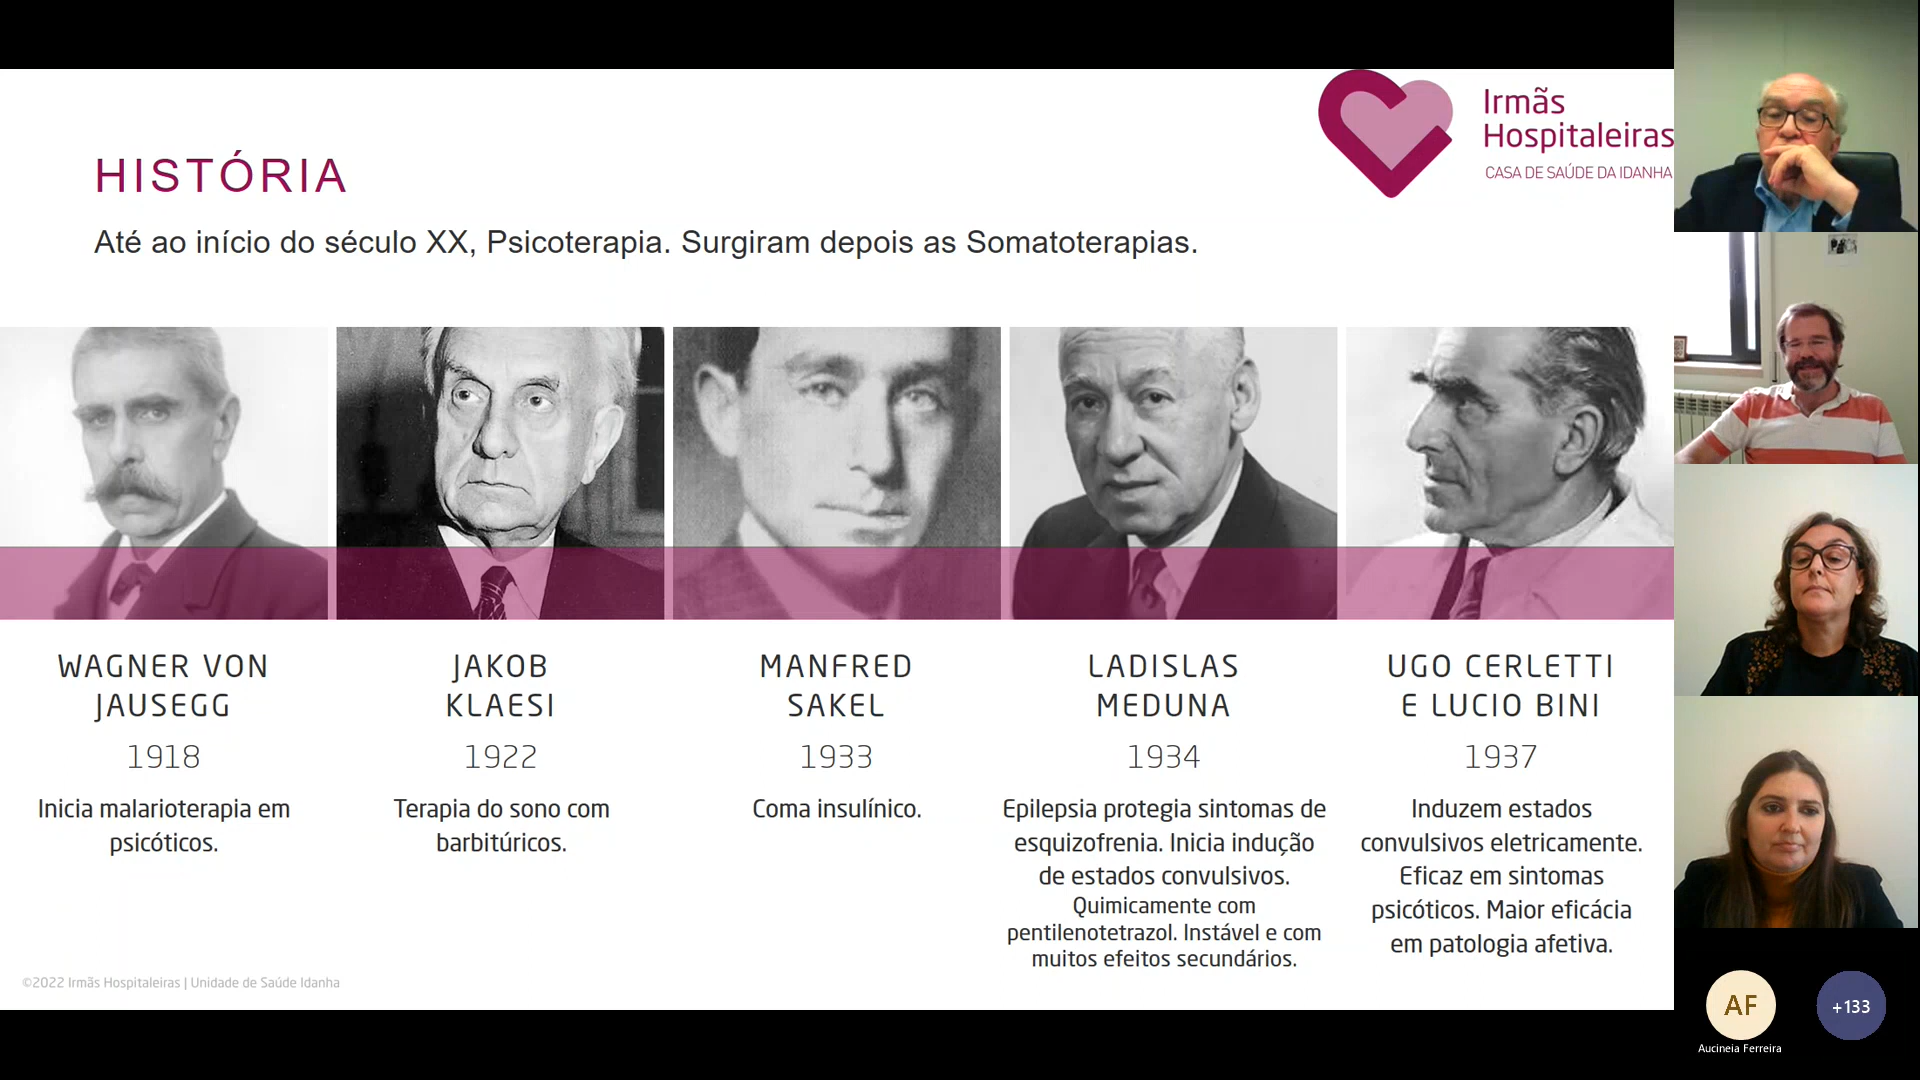 Irmãs
Hospitaleiras
CASA DE SAÚDE DA IDANHA
HISTÓRIA
Até ao início do século XX, Psicoterapia. Surgiram depois as Somatoterapias.
WAGNER VON
JAUSEGG
1918
Inicia malarioterapia em
psicóticos.
JAKOB
KLAESI
1922
Terapia do sono com
barbitúricos.
MANFRED
SAKEL
1933
Coma insulínico.
LADISLAS
MEDUNA
1934
Epilepsia protegia sintomas de
esquizofrenia. Inicia indução
de estados convulsivos.
Quimicamente com
pentilenotetrazol. Instável e com
muitos efeitos secundários.
UGO CERLETTI
E LUCIO BINI
1937
Induzem estados
convulsivos eletricamente.
Eficaz em sintomas
psicóticos. Maior eficácia
em patologia afetiva.
©2022 Irmãs Hospitaleiras | Unidade de Saúde Idanha
AF
+133
Aucineia Ferreira